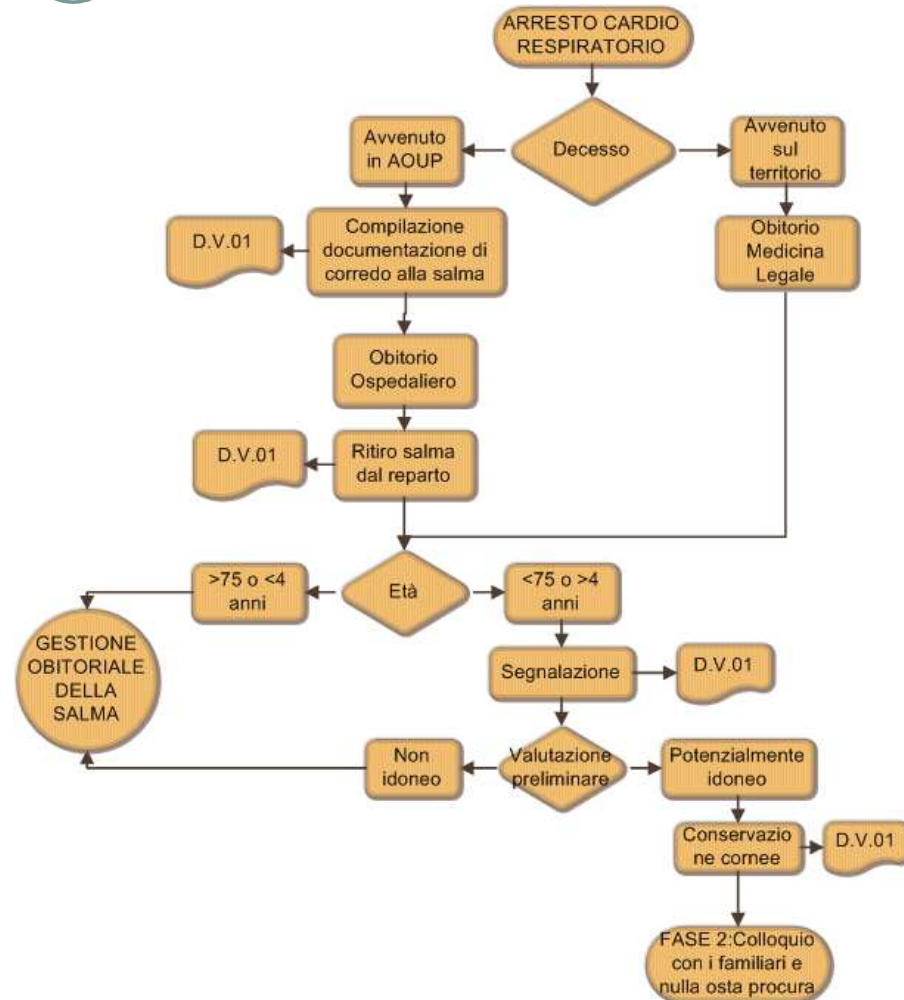 ARRESTO CARDIO
RESPIRATORIO
Avvenuto
in AOUP
Decesso
Avvenuto
sul
territorio
D.V.01
Compilazione
documentazione di
corredo alla salma
Obitorio
Medicina
Legale
Obitorio
Ospedaliero
D.V.01
Ritiro salma
dal reparto
>75 o <4
anni
Età
<75 o >4
anni
GESTIONE
OBITORIALE
DELLA
SALMA
Segnalazione
D.V.01
Non
idoneo
Valutazione
preliminare
Potenzialmente
idoneo
Conservazio
ne cornee
D.V.01
FASE 2:Colloquio
con i familiari e
nulla osta procura